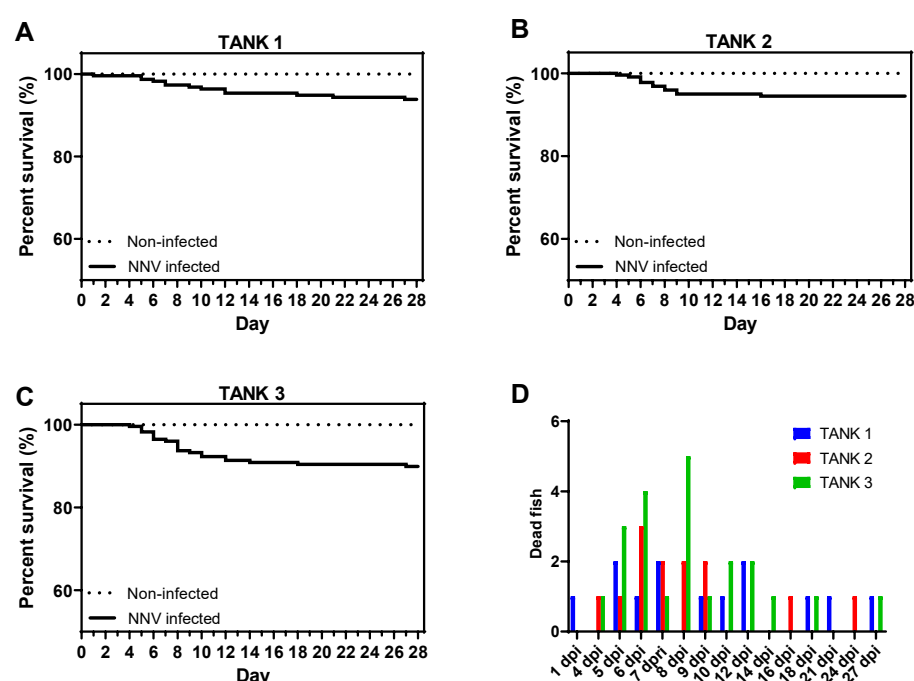 A
TANK 1
100
80
60
Percent survival (%)
Non-infected
NNV infected
0 2 4 6 8 10 12 14 16 18 20 22 24 26 28
Day
B
TANK 2
100
80
60
Percent survival (%)
Non-infected
NNV infected
0 2 4 6 8 10 12 14 16 18 20 22 24 26 28
Day
C
TANK 3
100
80
60
Percent survival (%)
Non-infected
NNV infected
0 2 4 6 8 10 12 14 16 18 20 22 24 26 28
Day
D
6
4
2
0
Dead fish
TANK 1
TANK 2
TANK 3
1 dpi
4 dpi
5 dpi
6 dpi
7 dpri
8 dpi
9 dpi
10 dpi
12 dpi
14 dpi
16 dpi
18 dpi
21 dpi
24 dpi
27 dpi